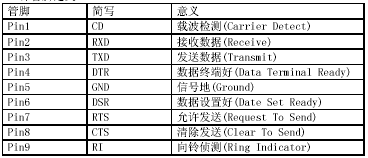 管脚 简写 意义
Pin1 CD 载波检测(Carrier Detect)
Pin2 RXD 接收数据(Receive)
Pin3 TXD 发送数据(Transmit)
Pin4 DTR 数据终端好(Data Terminal Ready)
Pin5 GND 信号地(Ground)
Pin6 DSR 数据设置好(Date Set Ready)
Pin7 RTS 允许发送(Request To Send)
Pin8 CTS 清除发送(Clear To Send)
Pin9 RI 向铃侦测(Ring Indicator)